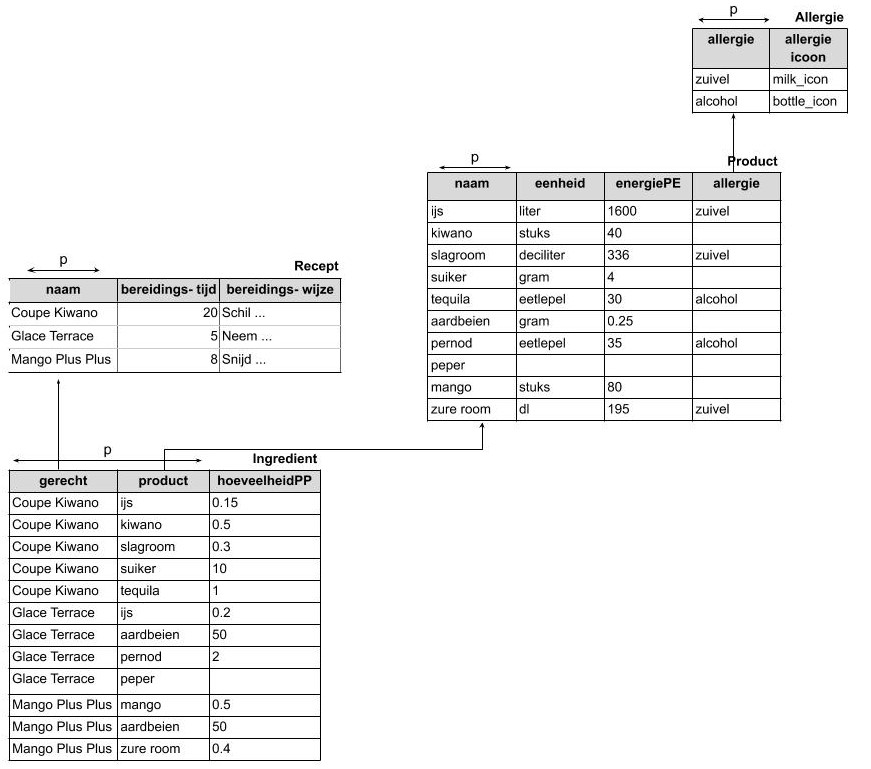 p
Allergie
allergie allergie
icoon
zuivel milk_icon
alcohol bottle_icon
p
Product
naam eenheid energiePE allergie
ijs liter 1600 zuivel
kiwano stuks 40
slagroom deciliter 336 zuivel
suiker gram 4
tequila eetlepel 30 alcohol
aardbeien gram 0.25
pernod eetlepel 35 alcohol
peper
mango stuks 80
zure room dl 195 zuivel
p
Recept
naam bereidings- tijd bereidings- wijze
Coupe Kiwano 20 Schil ...
Glace Terrace 5 Neem ...
Mango Plus Plus 8 Snijd ...
p
Ingredient
gerecht product hoeveelheidPP
Coupe Kiwano ijs 0.15
Coupe Kiwano kiwano 0.5
Coupe Kiwano slagroom 0.3
Coupe Kiwano suiker 10
Coupe Kiwano tequila 1
Glace Terrace ijs 0.2
Glace Terrace aardbeien 50
Glace Terrace pernod 2
Glace Terrace peper
Mango Plus Plus mango 0.5
Mango Plus Plus aardbeien 50
Mango Plus Plus zure room 0.4